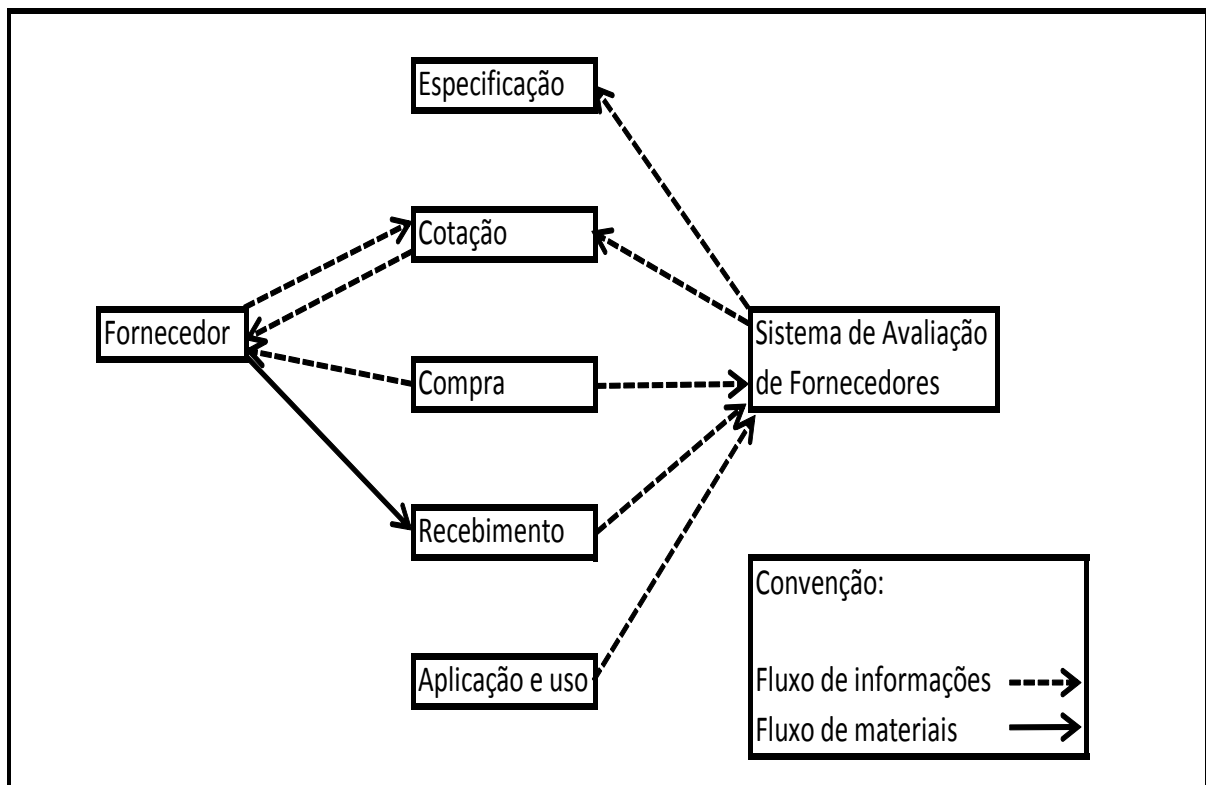 Especificação
Cotação
Fornecedor
Sistema de Avaliação
de Fornecedores
Compra
Recebimento
Convenção:
Aplicação e uso
Fluxo de informações
Fluxo de materiais